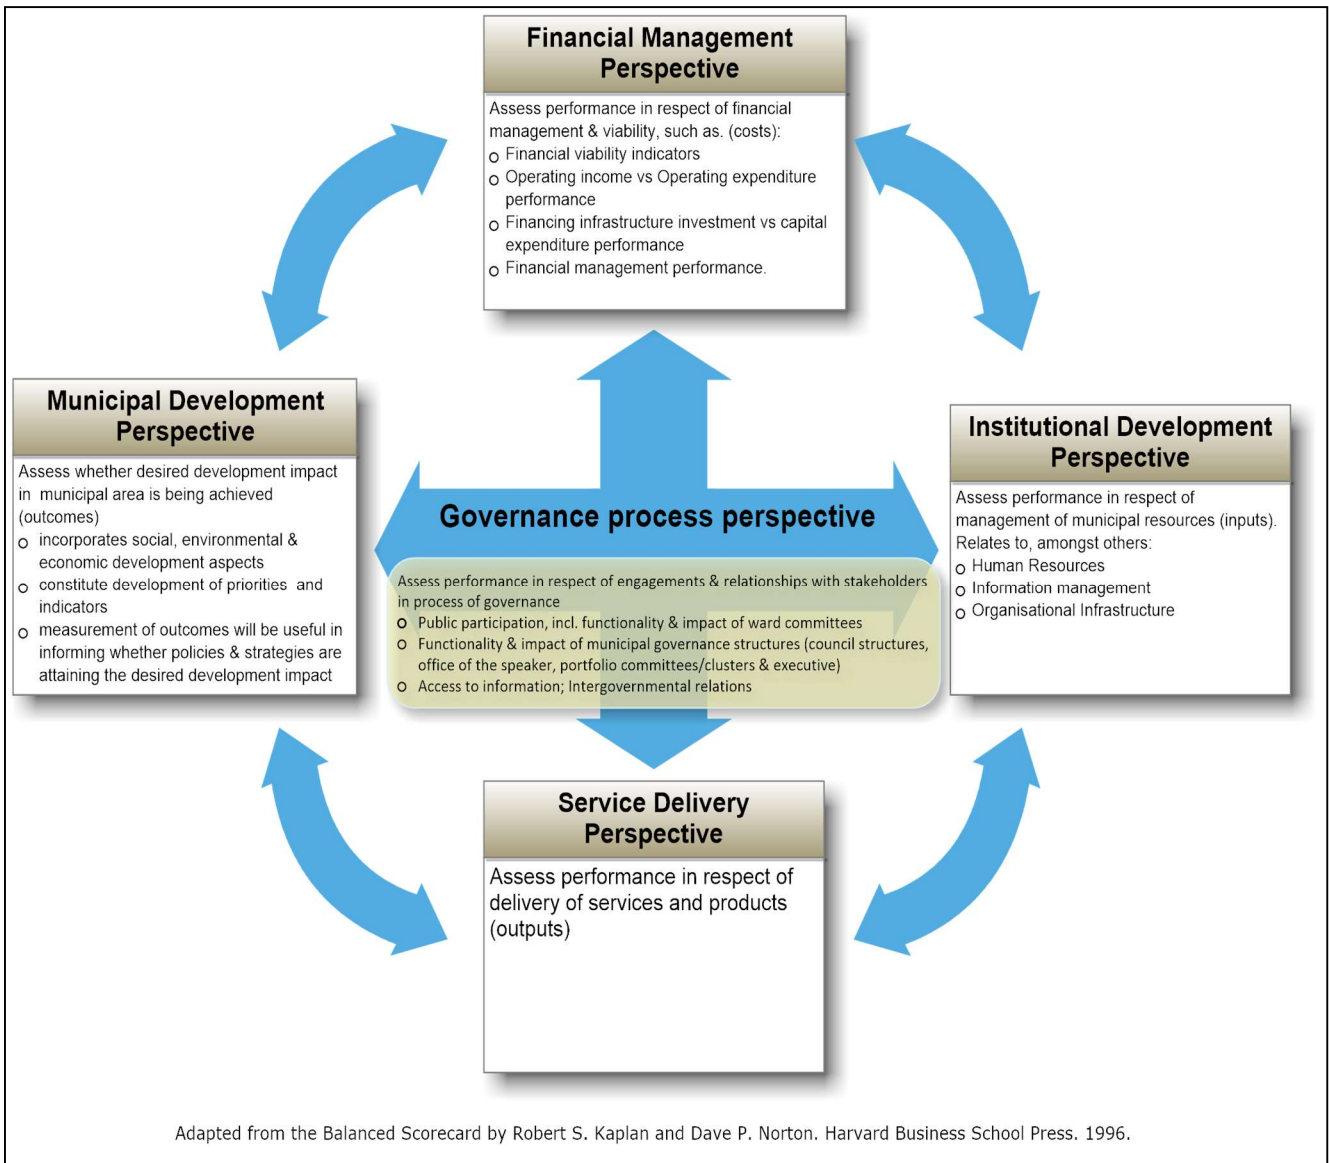 Financial Management
Perspective
Assess performance in respect of financial
management & viability, such as. (costs):
o Financial viability indicators
o Operating income vs Operating expenditure
performance
o Financing infrastructure investment vs capital
expenditure performance
o Financial management performance.
Municipal Development
Perspective
Assess whether desired development impact
in municipal area is being achieved
(outcomes)
o incorporates social, environmental &
economic development aspects
o constitute development of priorities and
indicators
o measurement of outcomes will be useful in
informing whether policies & strategies are
attaining the desired development impact
Governance process perspective
Assess performance in respect of engagements & relationships with stakeholders
in process of governance
o Public participation, incl. functionality & impact of ward committees
o Functionality & impact of municipal governance structures (council structures,
office of the speaker, portfolio committees/clusters & executive)
o Access to information; Intergovernmental relations
Institutional Development
Perspective
Assess performance in respect of
management of municipal resources (inputs).
Relates to, amongst others:
o Human Resources
o Information management
o Organisational Infrastructure
Service Delivery
Perspective
Assess performance in respect of
delivery of services and products
(outputs)
Adapted from the Balanced Scorecard by Robert S. Kaplan and Dave P. Norton. Harvard Business School Press. 1996.